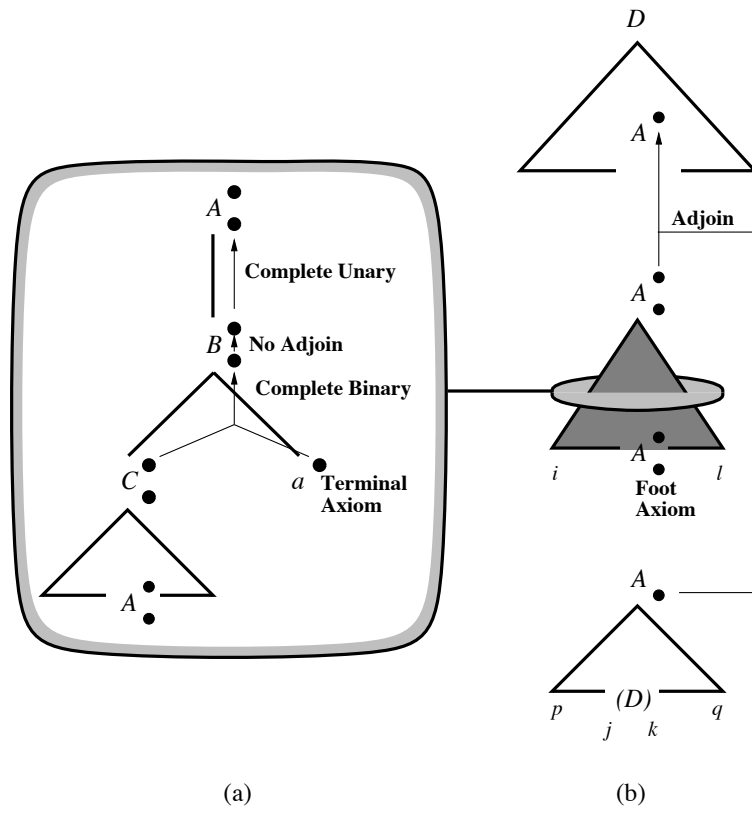 A
Complete Unary
B
No Adjoin
Complete Binary
C
a
Terminal
Axiom
A
(a)
D
A
Adjoin
A
A
i
l
Foot
Axiom
A
p
(D)
q
j
k
(b)